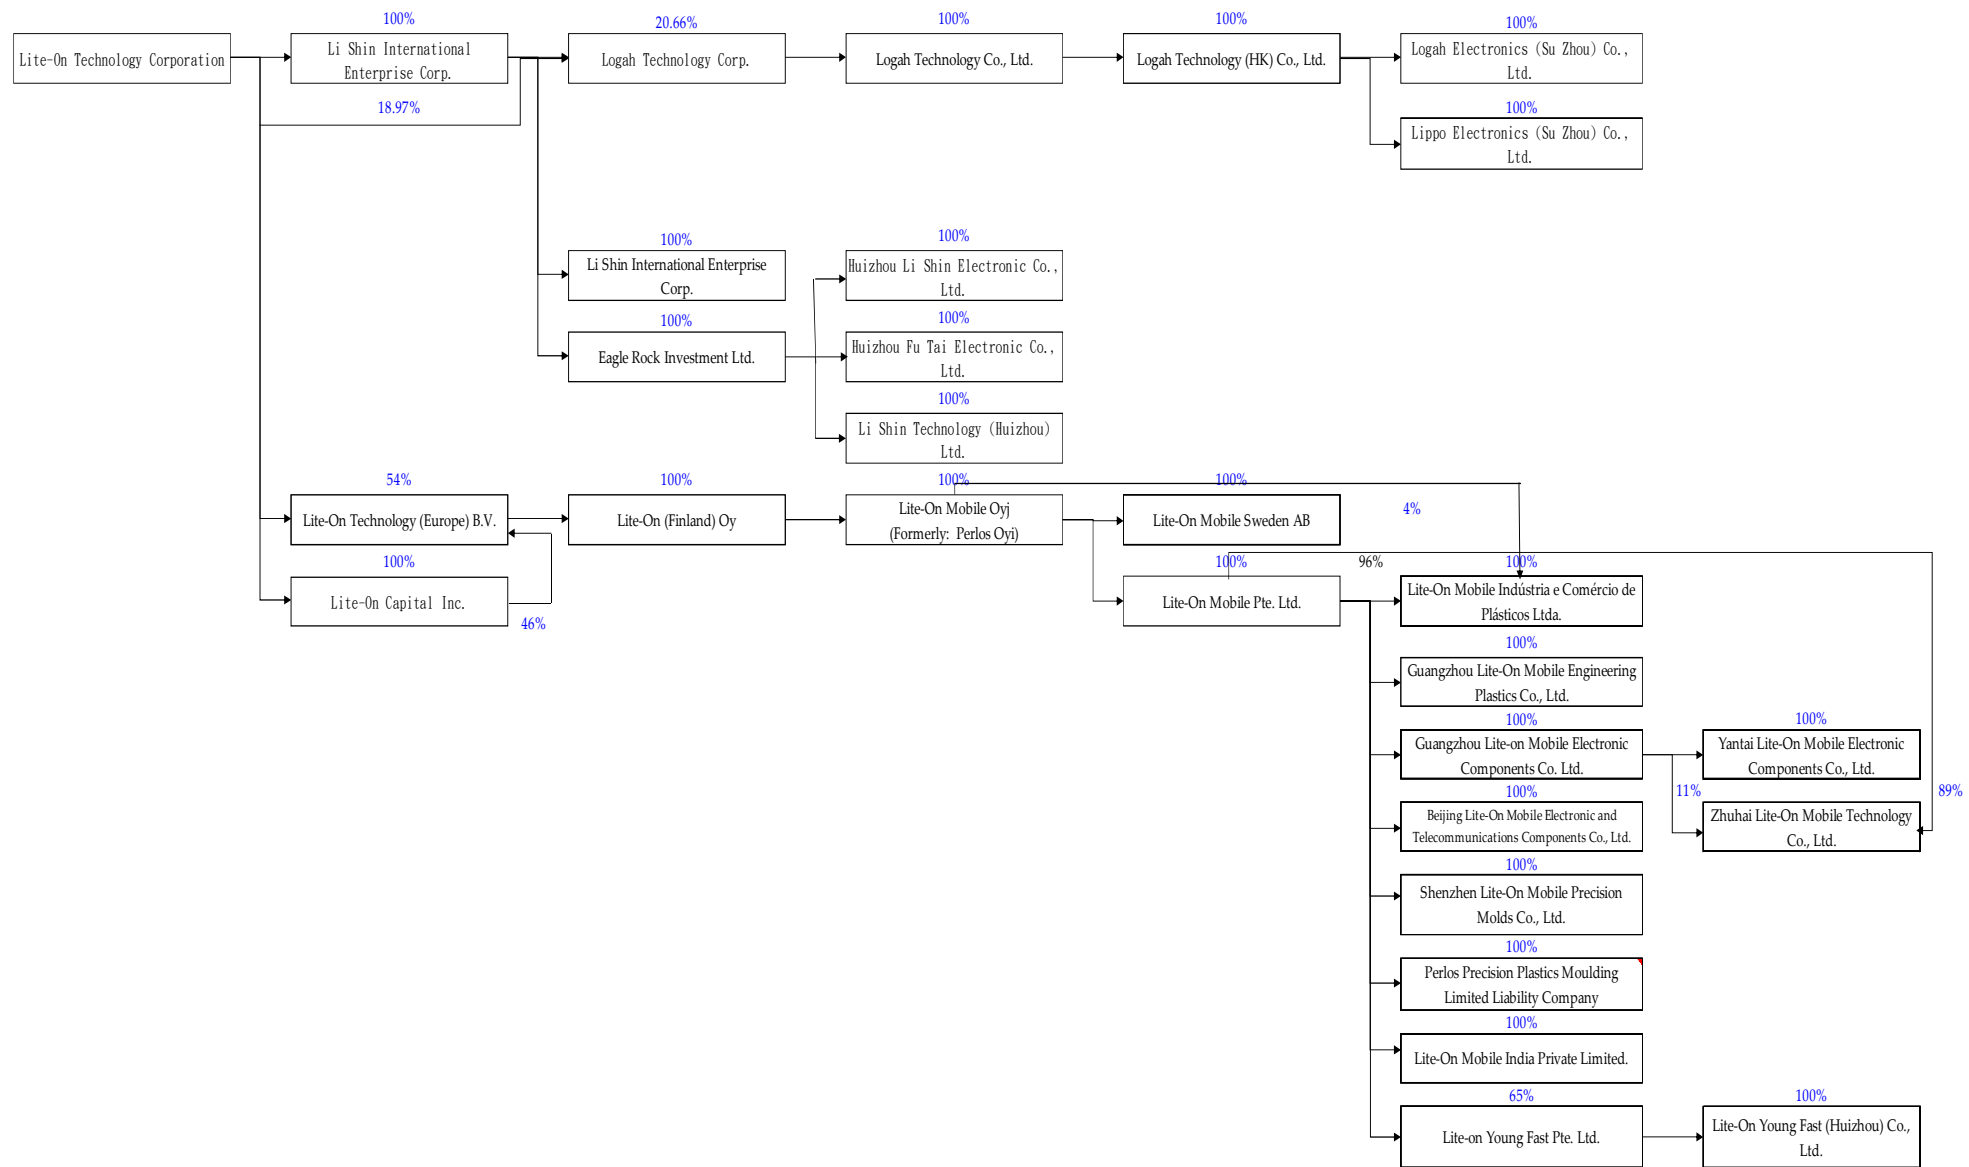 100%
20.66%
100%
100%
100%
Lite-On Technology Corporation
Li Shin International
Enterprise Corp.
Logah Technology Corp.
Logah Technology Co., Ltd.
Logah Technology (HK) Co., Ltd.
Logah Electronics (Su Zhou) Co.,
Ltd.
18.97%
100%
Lippo Electronics (Su Zhou) Co.,
Ltd.
100%
100%
Li Shin International Enterprise
Corp.
Huizhou Li Shin Electronic Co.,
Ltd.
100%
100%
Eagle Rock Investment Ltd.
Huizhou Fu Tai Electronic Co.,
Ltd.
100%
Li Shin Technology (Huizhou)
Ltd.
54%
100%
100%
100%
Lite-On Technology (Europe) B.V.
Lite-On (Finland) Oy
Lite-On Mobile Oyj
(Formerly: Perlos Oyi)
Lite-On Mobile Sweden AB
4%
100%
100%
96%
100%
Lite-On Capital Inc.
46%
Lite-On Mobile Pte. Ltd.
Lite-On Mobile Indústria e Comércio de
Plásticos Ltda.
100%
Guangzhou Lite-On Mobile Engineering
Plastics Co., Ltd.
100%
100%
Guangzhou Lite-on Mobile Electronic
Components Co. Ltd.
Yantai Lite-On Mobile Electronic
Components Co., Ltd.
100%
11%
89%
Beijing Lite-On Mobile Electronic and
Telecommunications Components Co., Ltd.
Zhuhai Lite-On Mobile Technology
Co., Ltd.
100%
Shenzhen Lite-On Mobile Precision
Molds Co., Ltd.
100%
Perlos Precision Plastics Moulding
Limited Liability Company
100%
Lite-On Mobile India Private Limited.
65%
100%
Lite-on Young Fast Pte. Ltd.
Lite-On Young Fast (Huizhou) Co.,
Ltd.